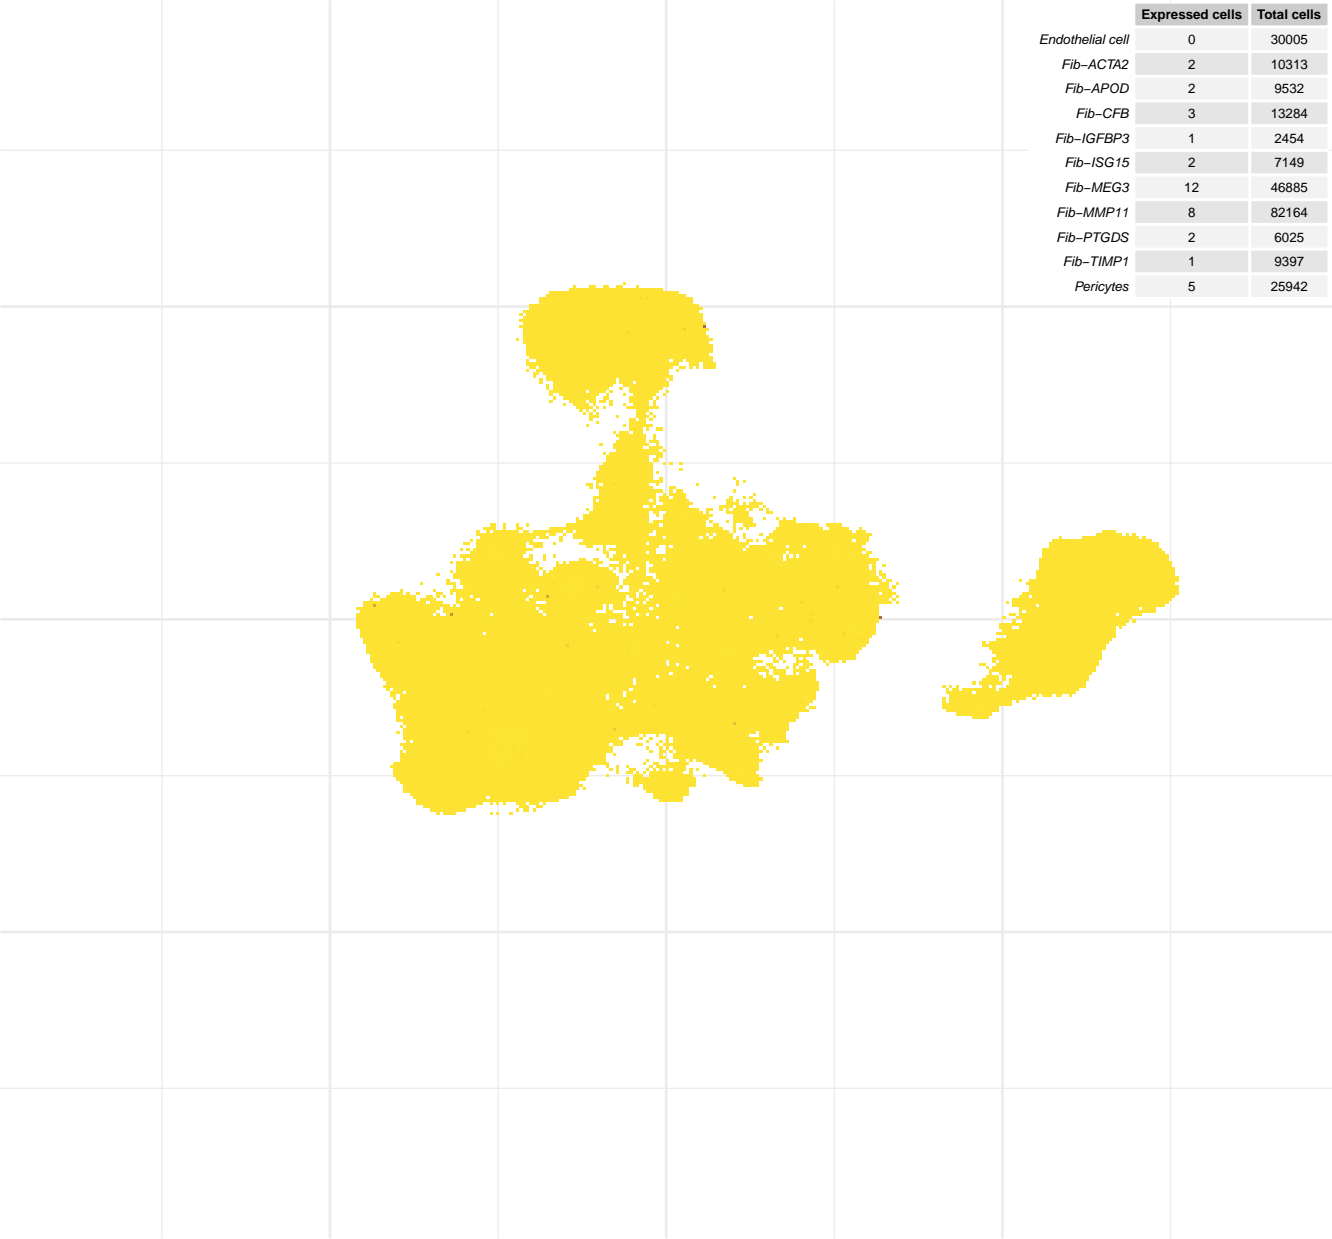 Expressed cells Total cells
Endothelial cell 0 30005
Fib−ACTA2 2 10313
Fib−APOD 2 9532
Fib−CFB 3 13284
Fib−IGFBP3 1 2454
Fib−ISG15 2 7149
Fib−MEG3 12 46885
Fib−MMP11 8 82164
Fib−PTGDS 2 6025
Fib−TIMP1 1 9397
Pericytes 5 25942